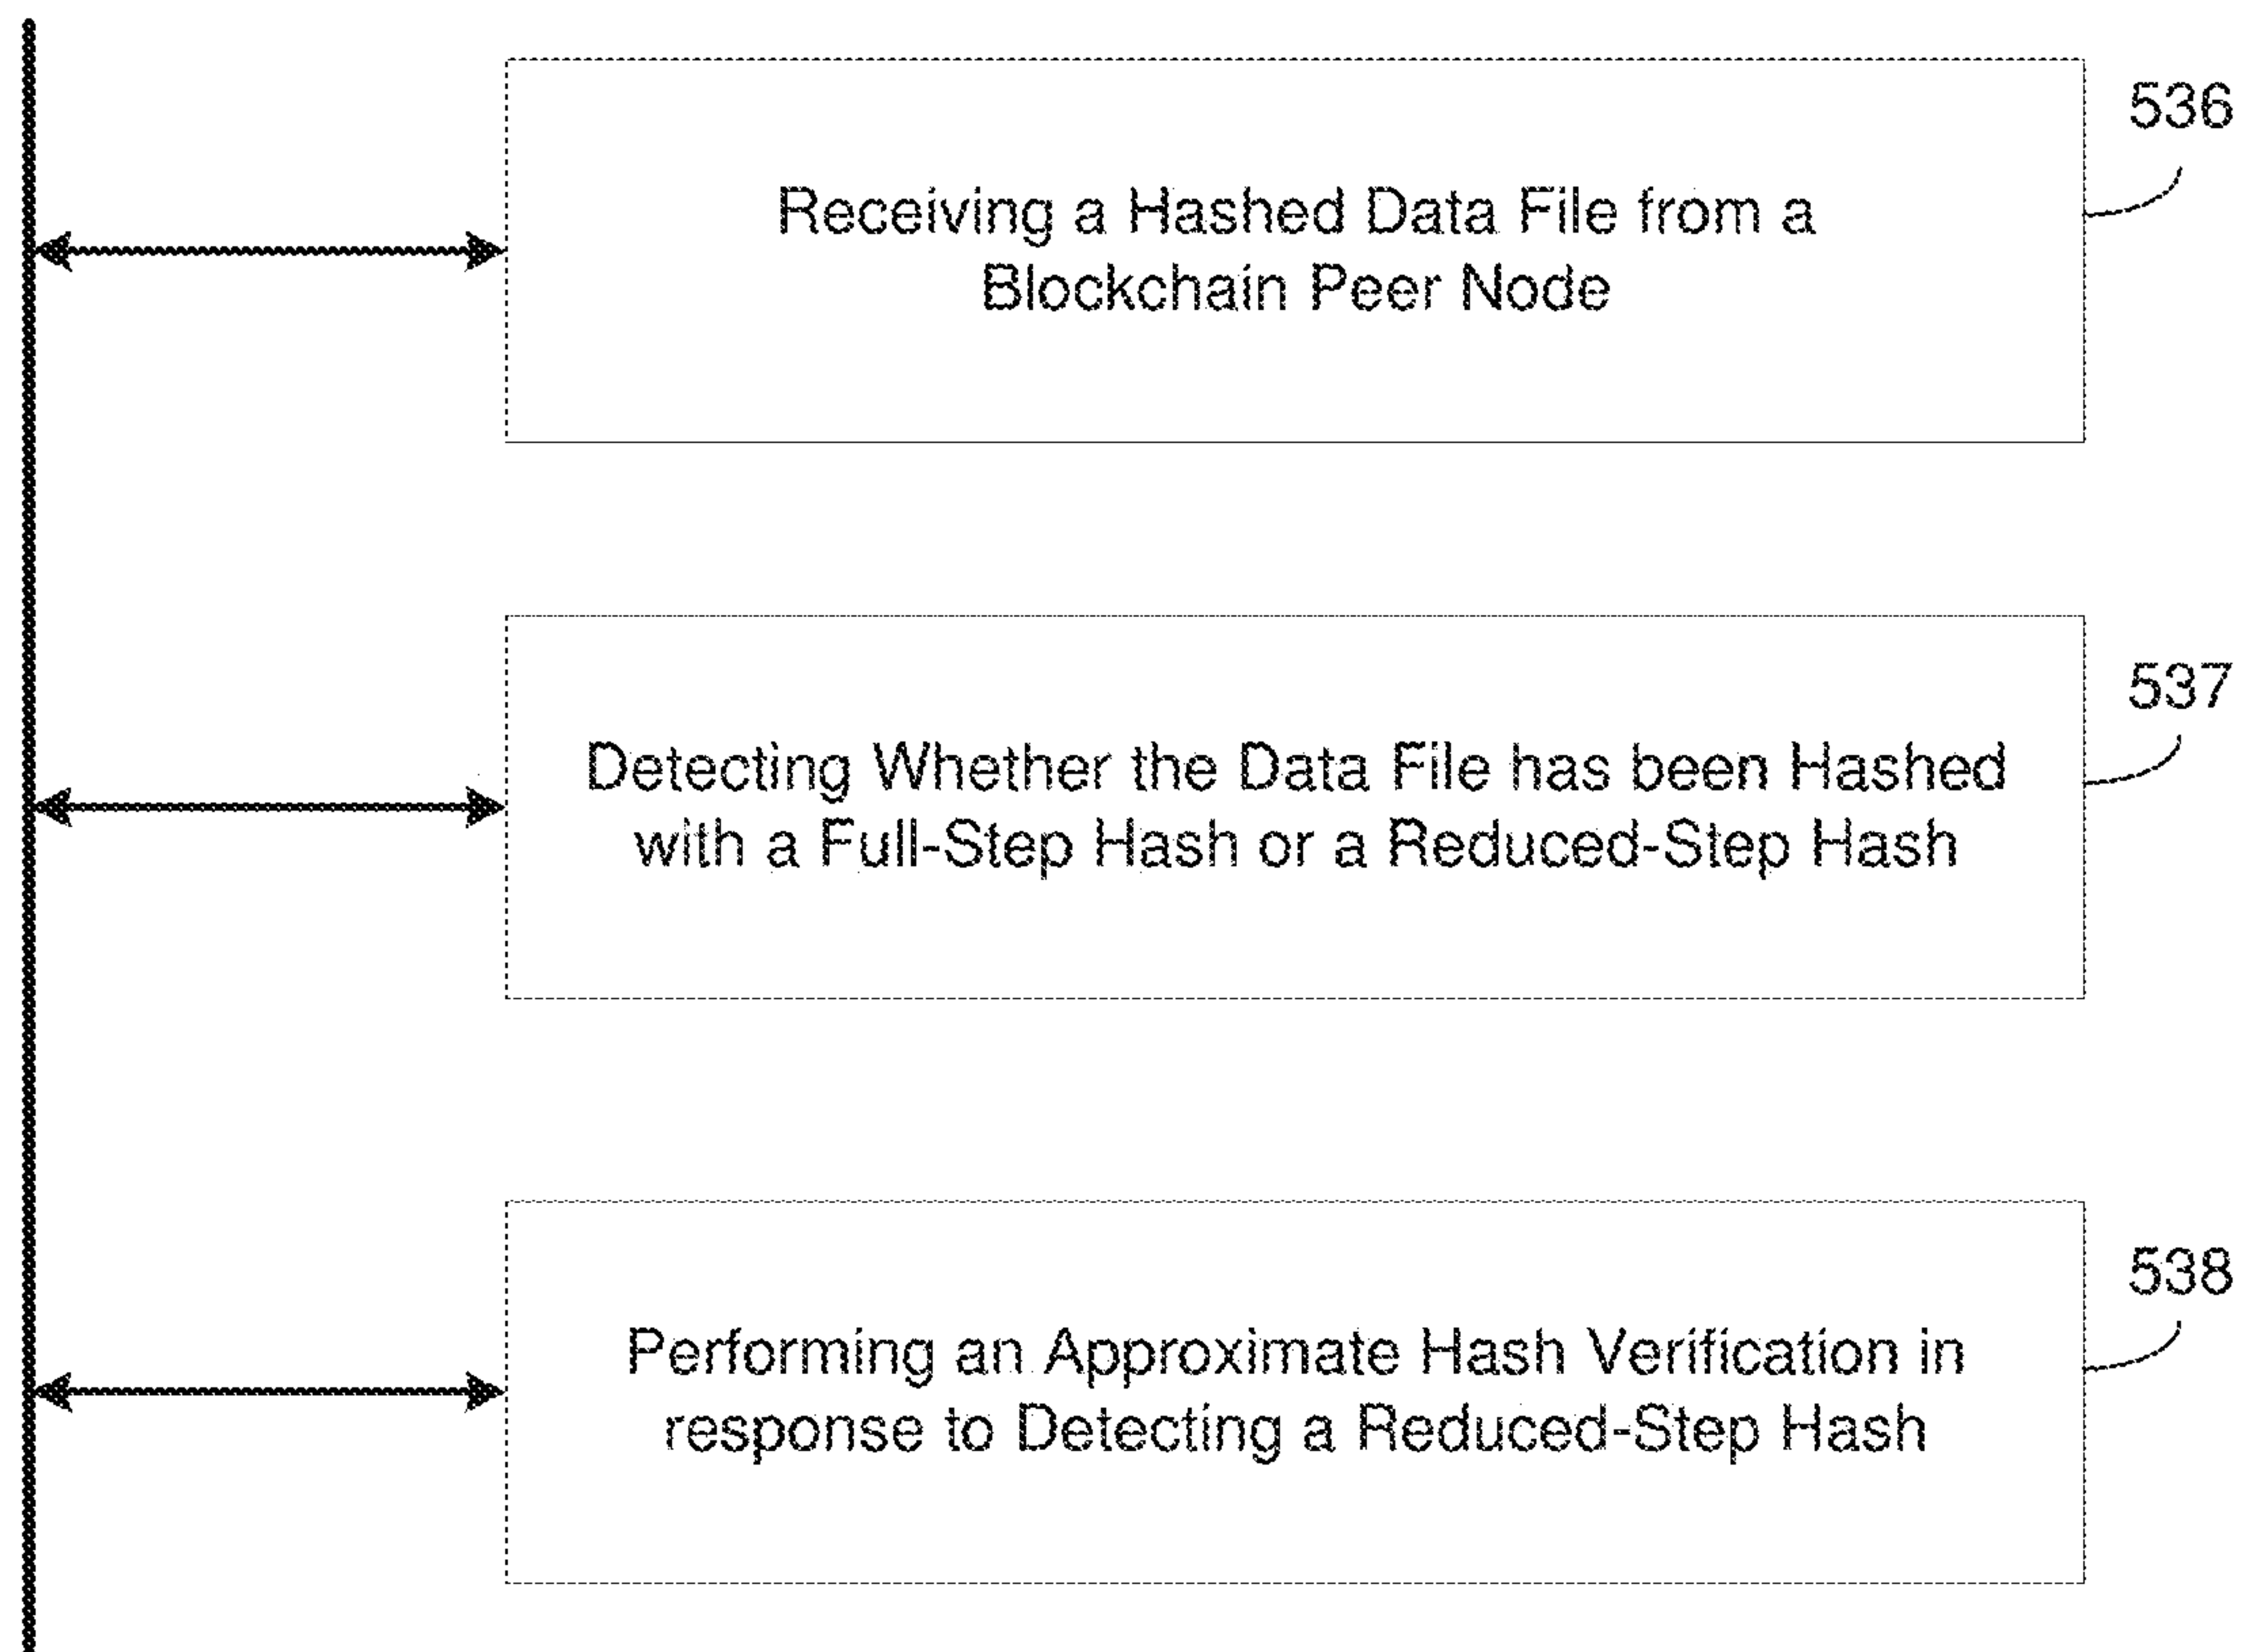 536
Receiving a Hashed Data File from a
Blockchain Peer Node
537
Detecting Whether the Data File has been Hashed
with a Full-Step Hash or a Reduced-Step Hash
538
Performing an Approximate Hash Verification in
response to Detecting a Reduced-Step Hash